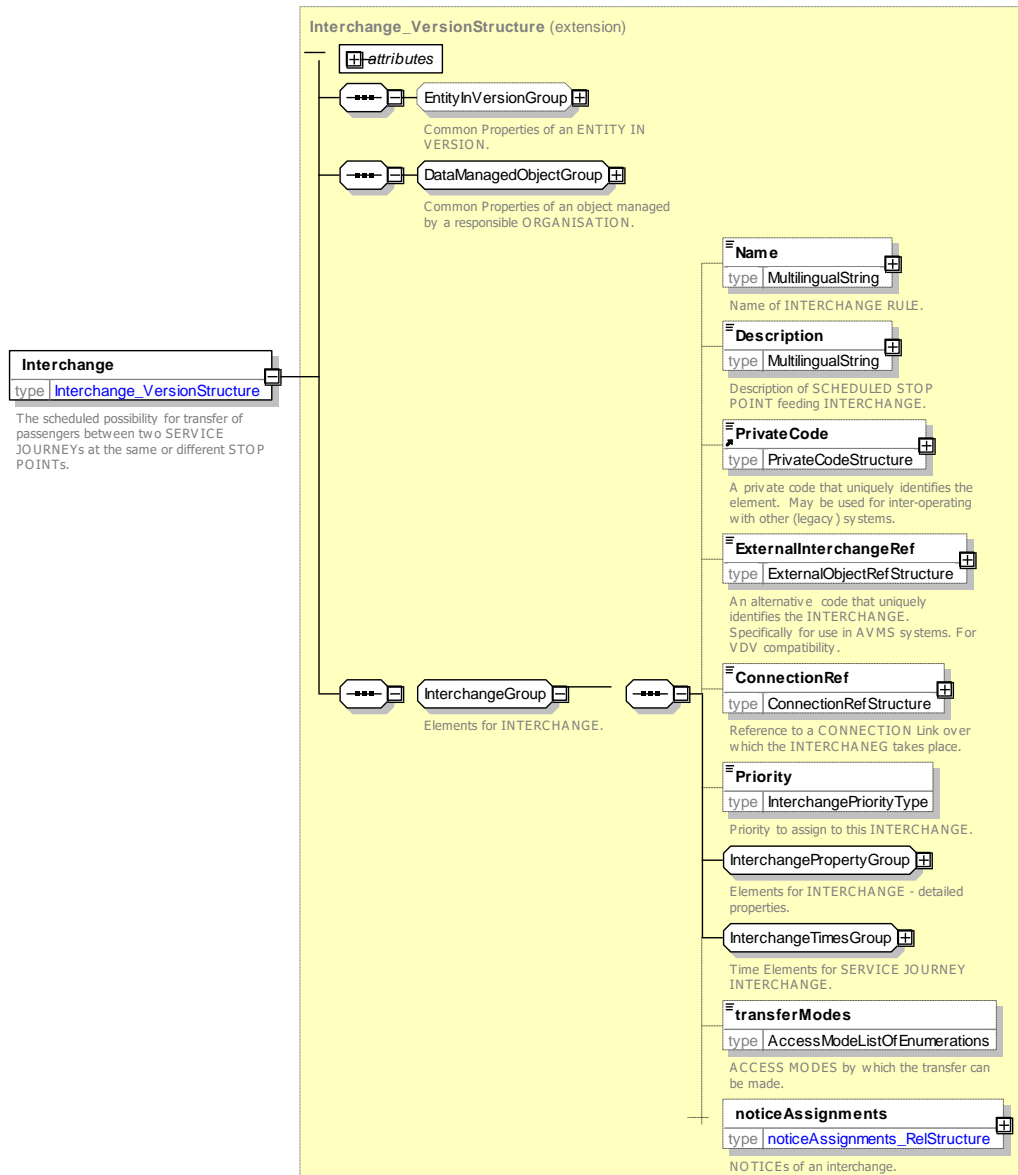 Interchange_VersionStructure (extension)
attributes
EntityInVersionGroup
Common Properties of an ENTITY IN
VERSION.
DataManagedObjectGroup
Common Properties of an object managed
by a responsible ORGANISATION.
Name
type MultilingualString
Name of INTERCHANGE RULE.
Description
type MultilingualString
Description of SCHEDULED STOP
POINT feeding INTERCHANGE.
Interchange
type Interchange_VersionStructure
The scheduled possibility for transfer of
passengers between two SERVICE
JOURNEYs at the same or different STOP
POINTs.
PrivateCode
type PrivateCodeStructure
A private code that uniquely identifies the
element. May be used for inter-operating
with other (legacy) systems.
ExternalInterchangeRef
type ExternalObjectRefStructure
An alternative code that uniquely
identifies the INTERCHANGE.
Specifically for use in AVMS systems. For
VDV compatibility.
InterchangeGroup
Elements for INTERCHANGE.
ConnectionRef
type ConnectionRefStructure
Reference to a CONNECTION Link over
which the INTERCHANEG takes place.
Priority
type InterchangePriorityType
Priority to assign to this INTERCHANGE.
InterchangePropertyGroup
Elements for INTERCHANGE - detailed
properties.
InterchangeTimesGroup
Time Elements for SERVICE JOURNEY
INTERCHANGE.
transferModes
type AccessModeListOfEnumerations
ACCESS MODES by which the transfer can
be made.
noticeAssignments
type noticeAssignments_RelStructure
NOTICEs of an interchange.